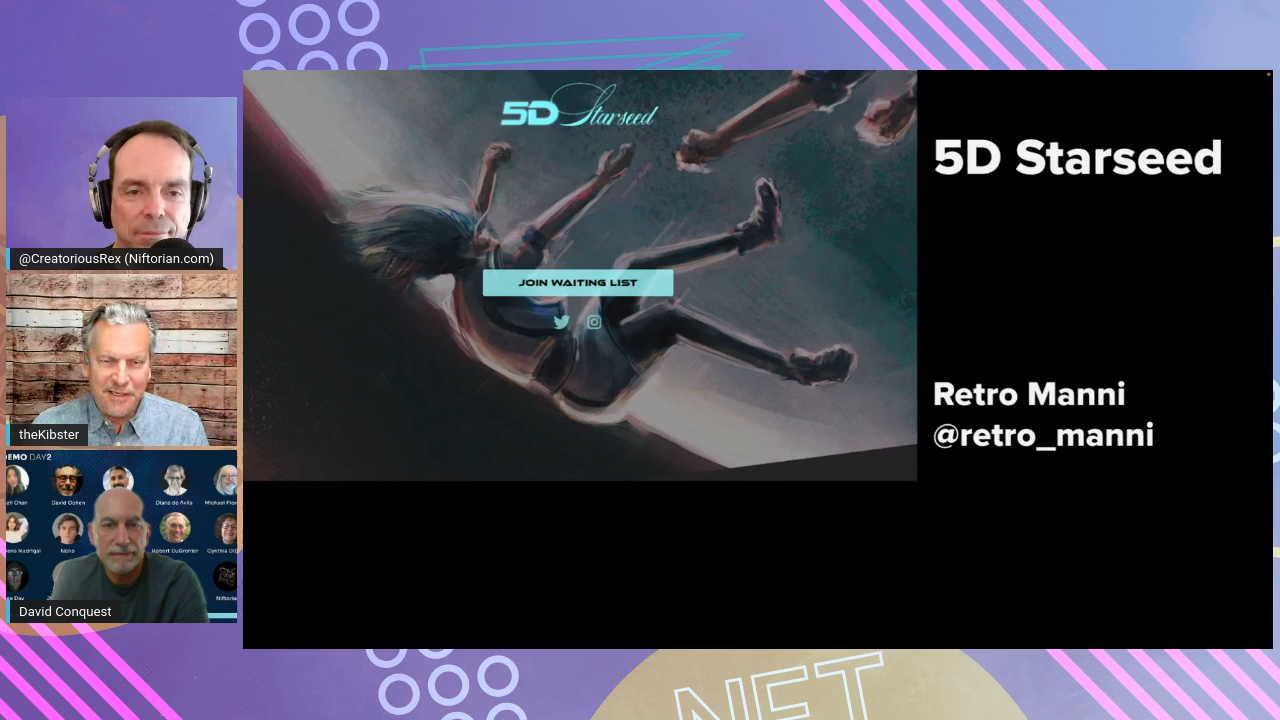 @CreatoriousRex (Niftorian.com)
theKibster
DEMO DAY2
David Cohen
Diana de Avila
Nono
Robert DuGrenier
David Conquest
5D Starseed
JOIN WAITING LIST
5D Starseed
Retro Manni
@retro_manni
NFT